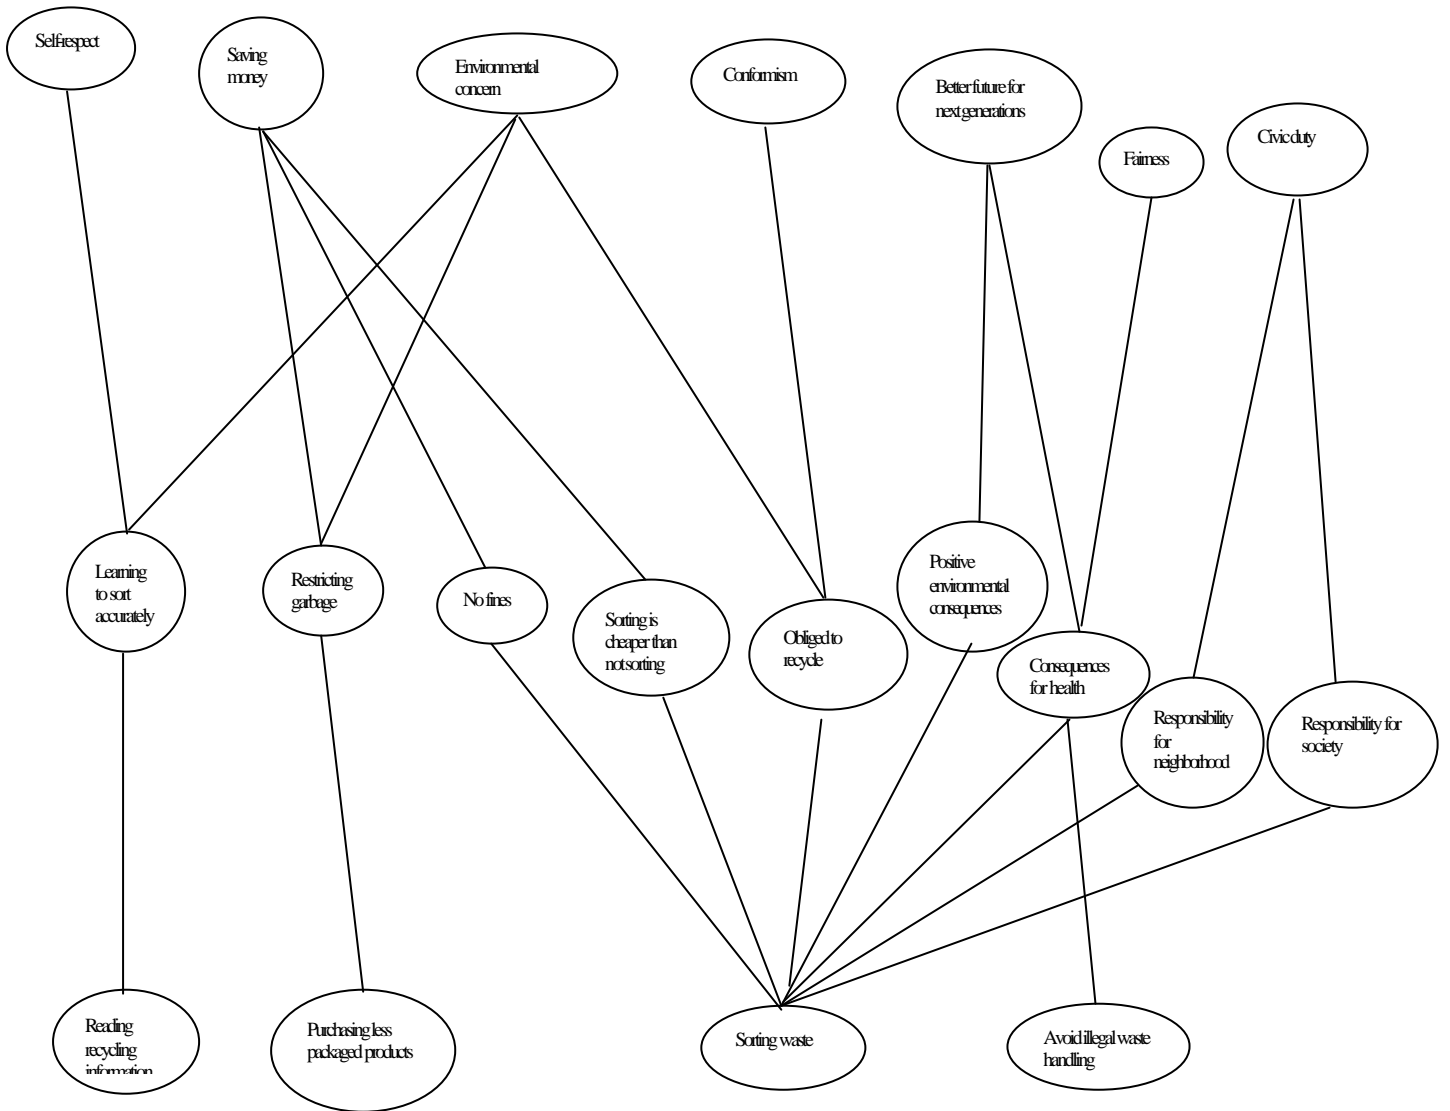 Self-respect
Saving
money
Environmental
concern
Conformism
Better future for
next generations
Fairness
Civic duty
Learning
to sort
accurately
Restricting
garbage
No fines
Sorting is
cheaper than
not sorting
Obliged to
recycle
Positive
environmental
consequences
Consequences
for health
Responsibility
for
neighborhood
Responsibility for
society
Reading
recycling
information
Purchasing less
packaged products
Sorting waste
Avoid illegal waste
handling